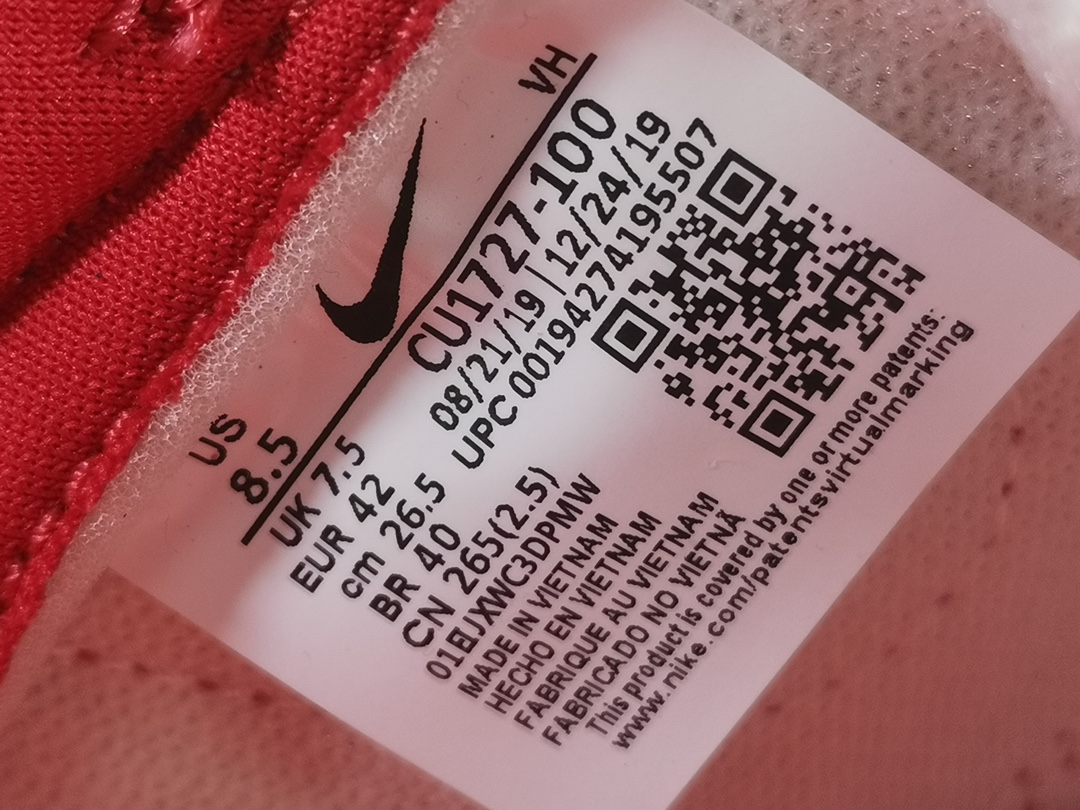 VH
US
8.5
CU1727-100
08/21/19 | 12/24/19
UPC 00194274195507
UK 7.5
EUR 42
cm 26.5
BR 40
CN 265(2.5)
MADE IN VIETNAM
HECHO EN VIETNAM
FABRIQUE AU VIETNAM
FABRICADO NO VIETNÃ
This product is covered by one or more patents:
www.nike.com/patentsvirtualmarking